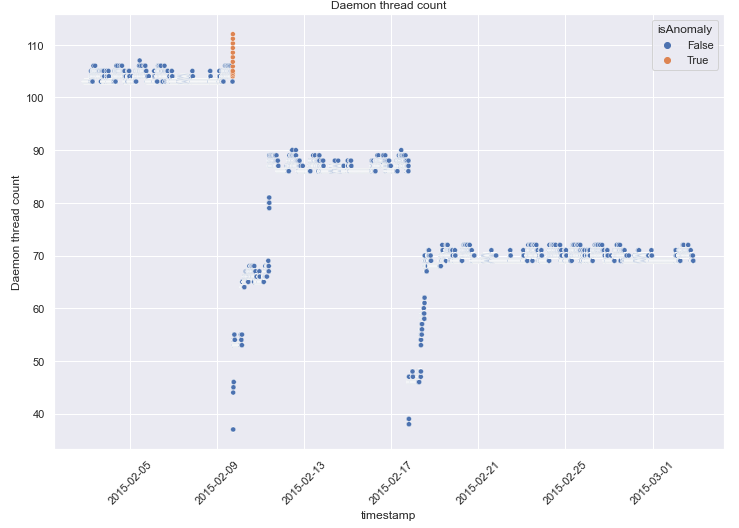 Daemon thread count
isAnomaly
False
True
Daemon thread count
110
100
90
80
70
60
50
40
2015-02-05
2015-02-09
2015-02-13
2015-02-17
2015-02-21
2015-02-25
2015-03-01
timestamp